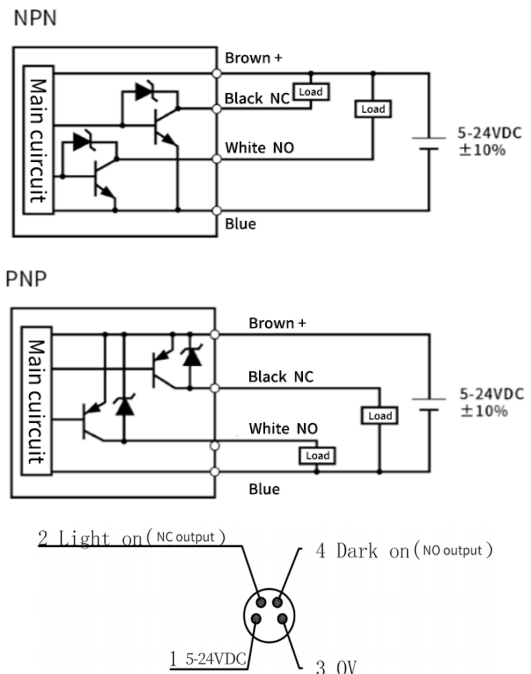 NPN
Main cuircuit
Brown +
Black NC
Load
Load
White NO
5-24VDC
±10%
Blue
PNP
Main cuircuit
Brown +
Black NC
5-24VDC
±10%
Load
White NO
Load
Blue
2 Light on( NC output )
4 Dark on( NO output )
1 5-24VDC
3 0V